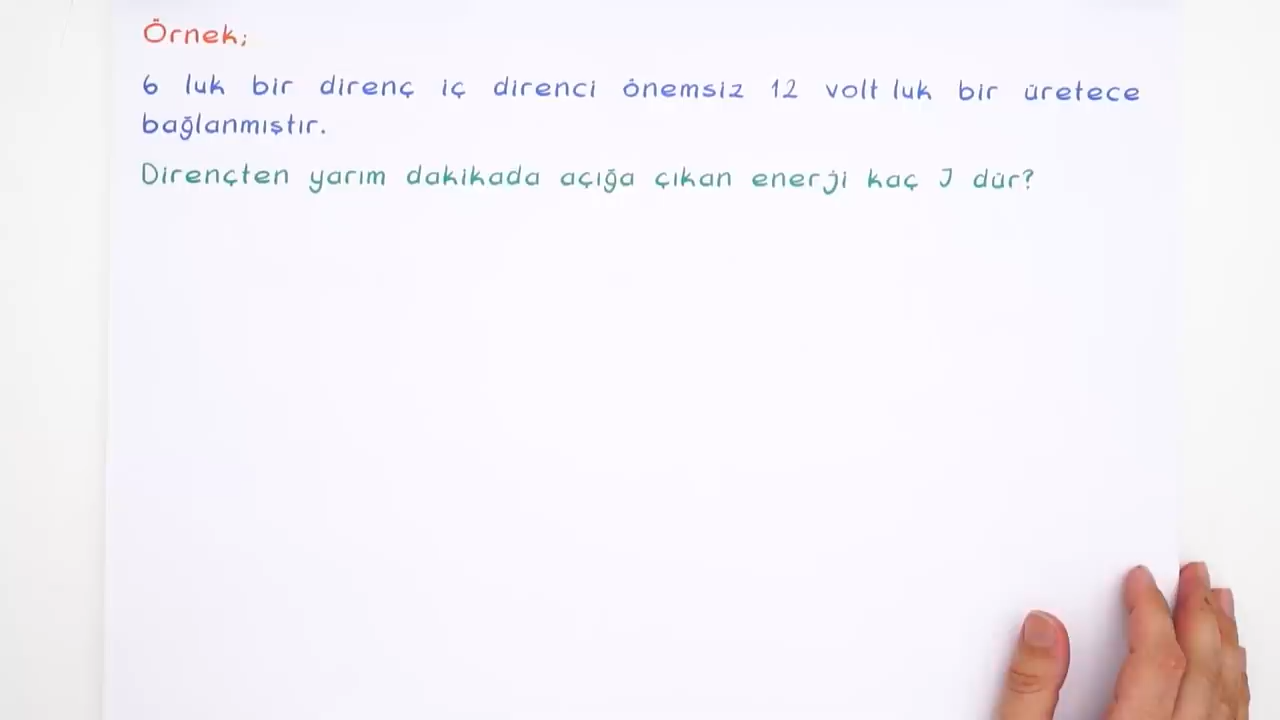 Örnek;
6 luk bir direnç iç direnci önemsiz 12 volt luk bir üretece
bağlanmıştır.
Dirençten yarım dakikada açığa çıkan enerji kaç J dür?